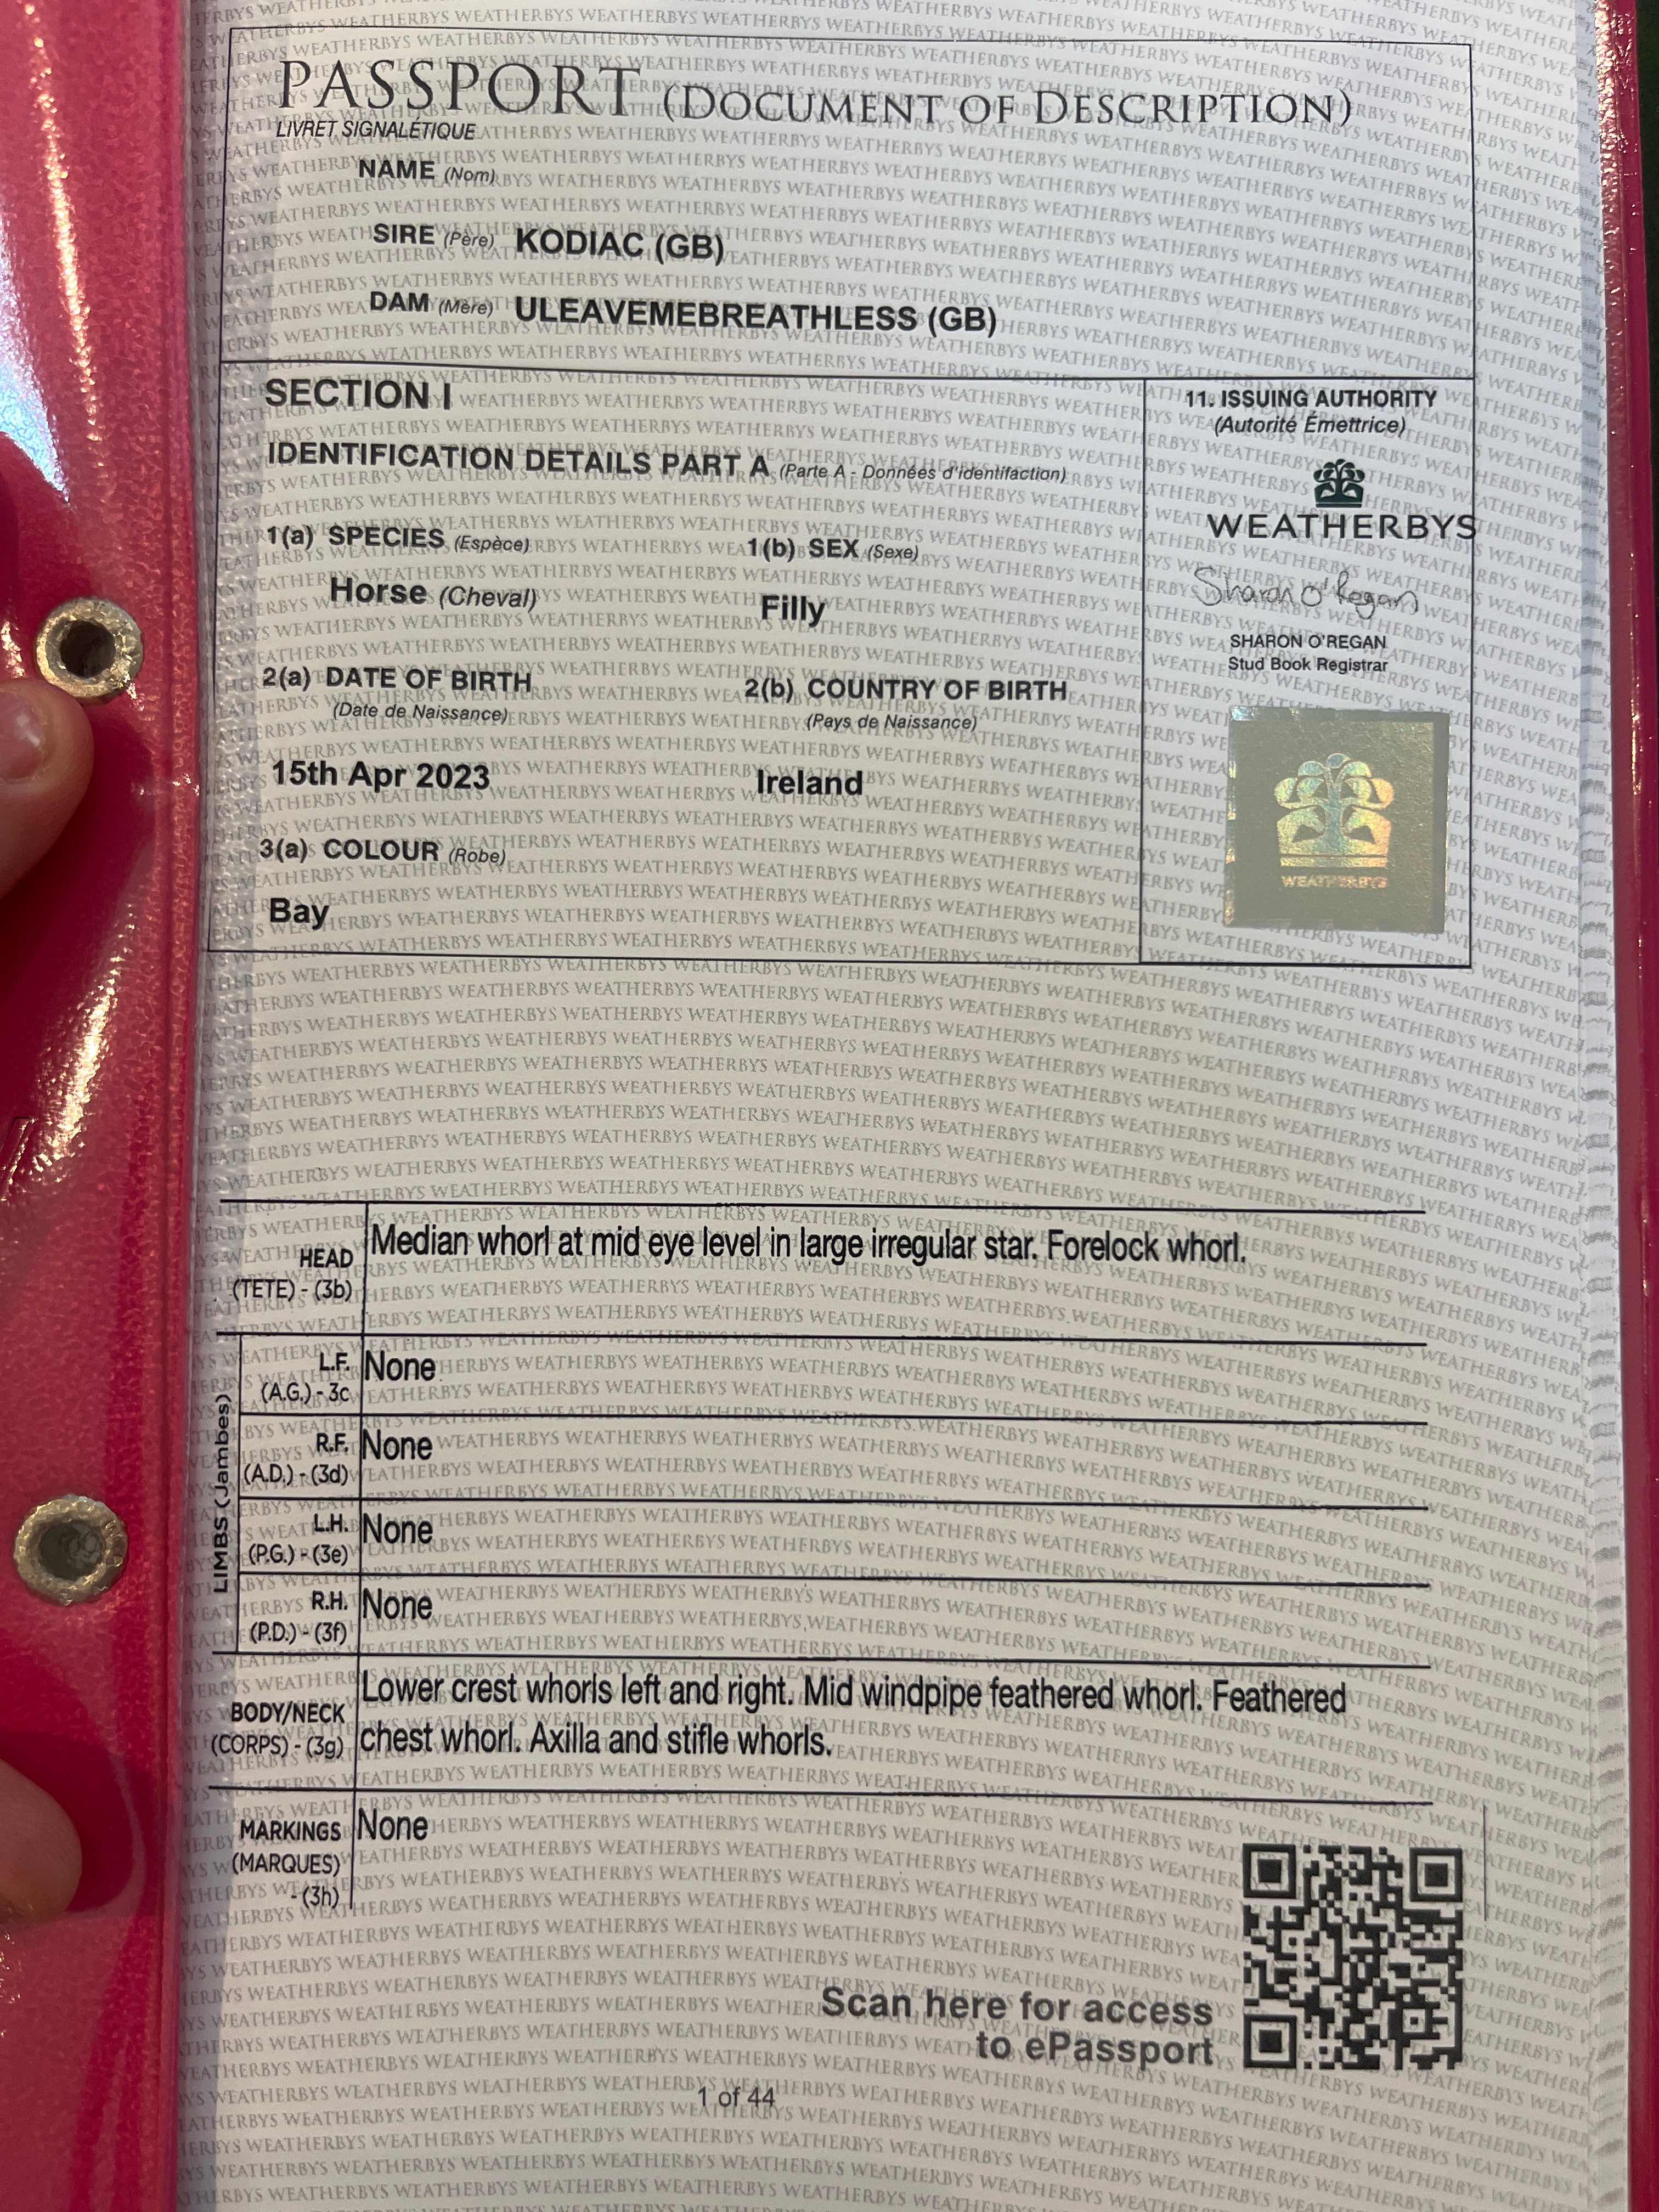 PASSPORT (DOCUMENT OF DESCRIPTION)
LIVRET SIGNALÉTIQUE
NAME (Nom)
SIRE (Père) KODIAC (GB)
DAM (Mère) ULEAVEMEBREATHLESS (GB)
SECTION I
IDENTIFICATION DETAILS PART A (Parte A - Données d'identifaction)
1(a) SPECIES (Espèce) 1(b) SEX (Sexe)
Horse (Cheval) Filly
2(a) DATE OF BIRTH 2(b) COUNTRY OF BIRTH
(Date de Naissance) (Pays de Naissance)
15th Apr 2023 Ireland
3(a) COLOUR (Robe)
Bay
11. ISSUING AUTHORITY
(Autorité Émettrice)
WEATHERBYS
Sharon O'Regan
SHARON O'REGAN
Stud Book Registrar
WEATHERBYS
HEAD
(TETE) - (3b)
Median whorl at mid eye level in large irregular star. Forelock whorl.
LIMBS (Jambes)
L.F. None
(A.G.) - 3c
R.F. None
(A.D.) - (3d)
L.H. None
(P.G.) - (3e)
R.H. None
(P.D.) - (3f)
BODY/NECK
(CORPS) - (3g)
Lower crest whorls left and right. Mid windpipe feathered whorl. Feathered
chest whorl. Axilla and stifle whorls.
MARKINGS None
(MARQUES)
- (3h)
Scan here for access
to ePassport
1 of 44